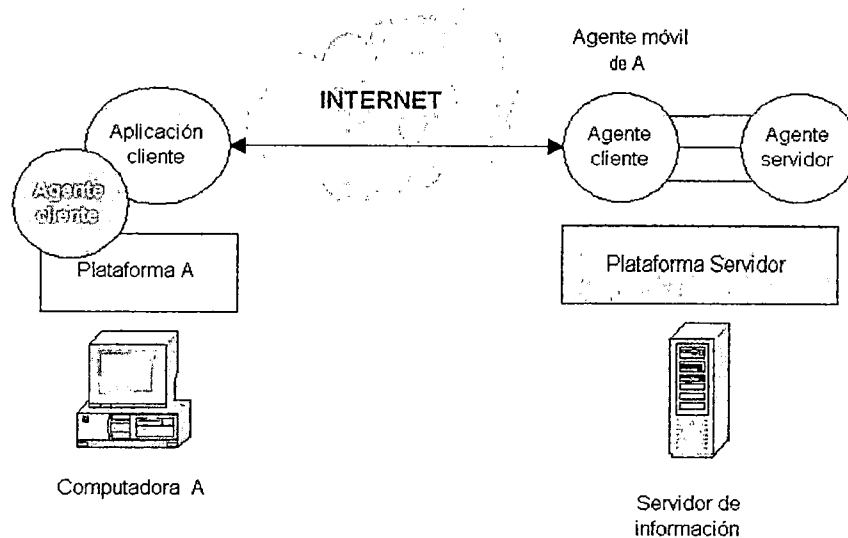 Agente móvil
de A
INTERNET
Aplicación
cliente
Agente
cliente
Agente
servidor
Agente
cliente
Plataforma A
Plataforma Servidor
Computadora A
Servidor de
información